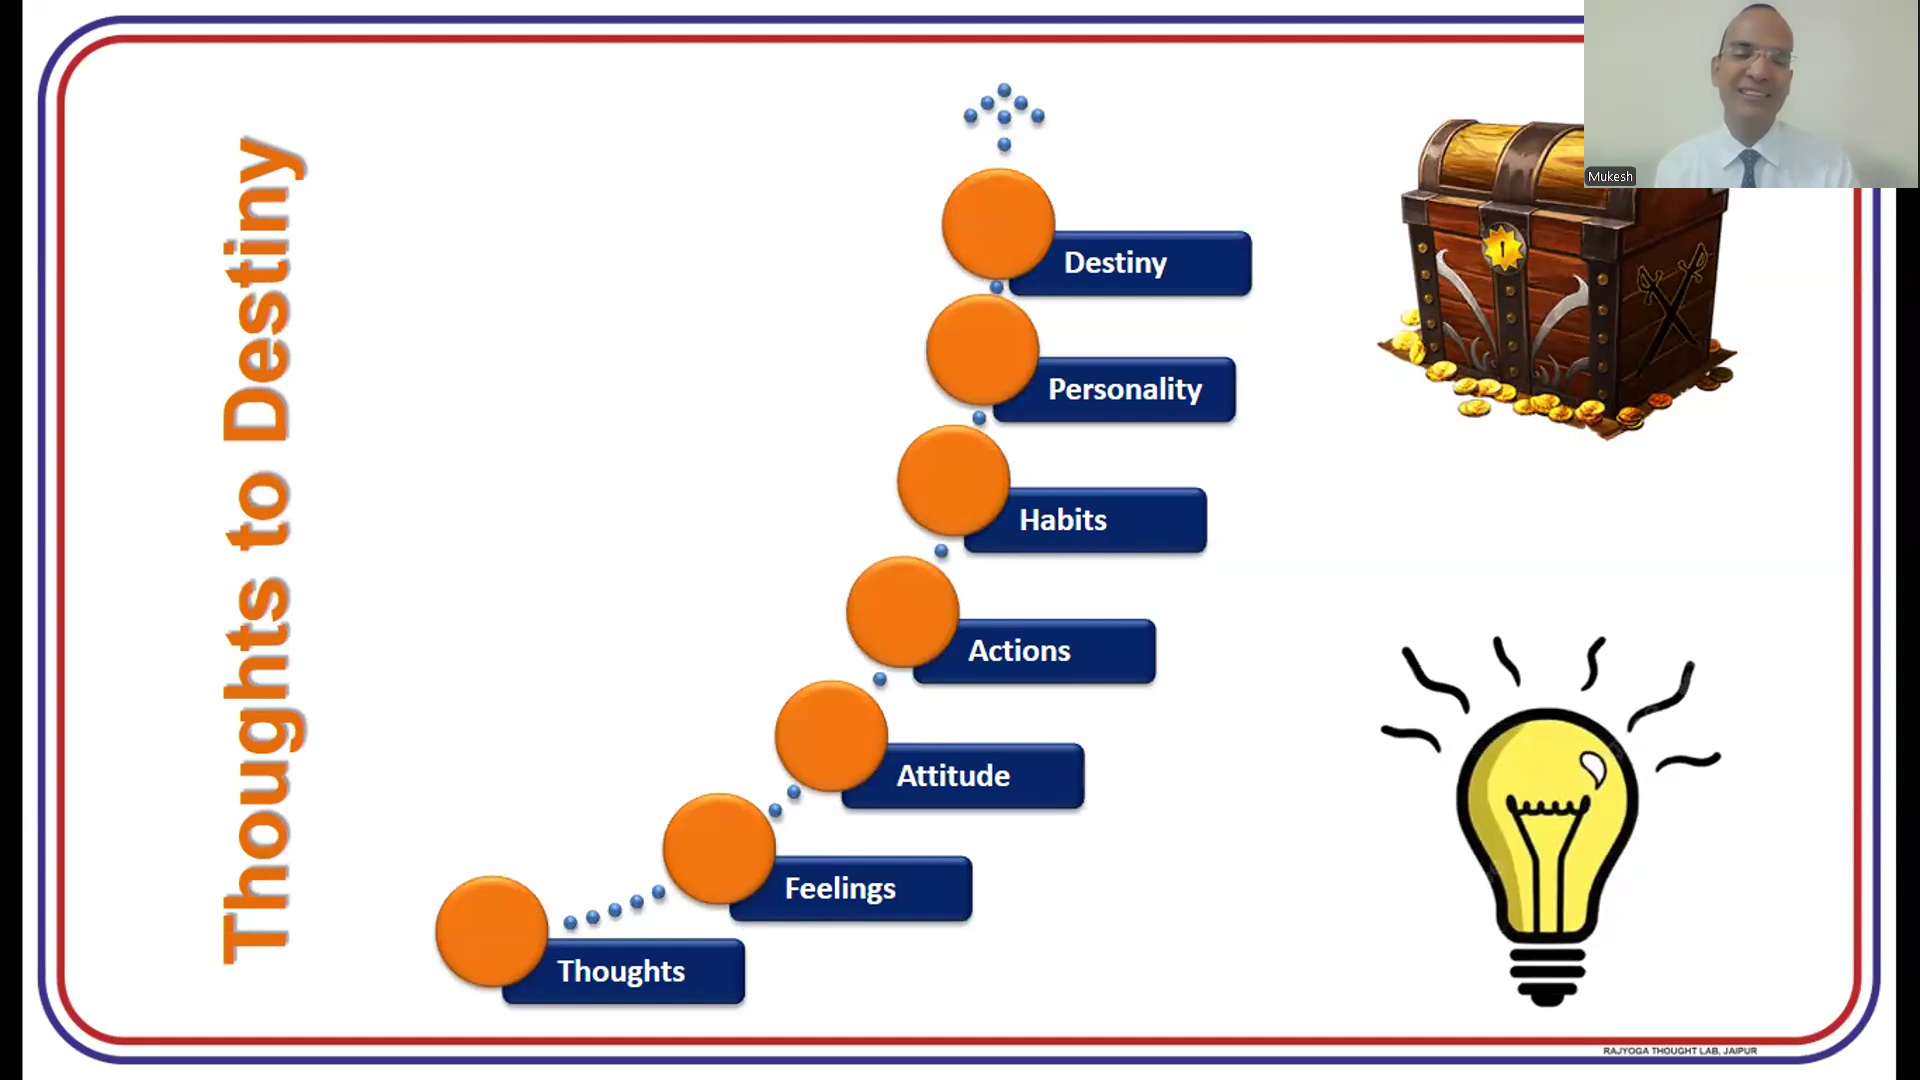 Thoughts to Destiny
Mukesh
Destiny
Personality
Habits
Actions
Attitude
Feelings
Thoughts
RAJYOGA THOUGHT LAB, JAIPUR